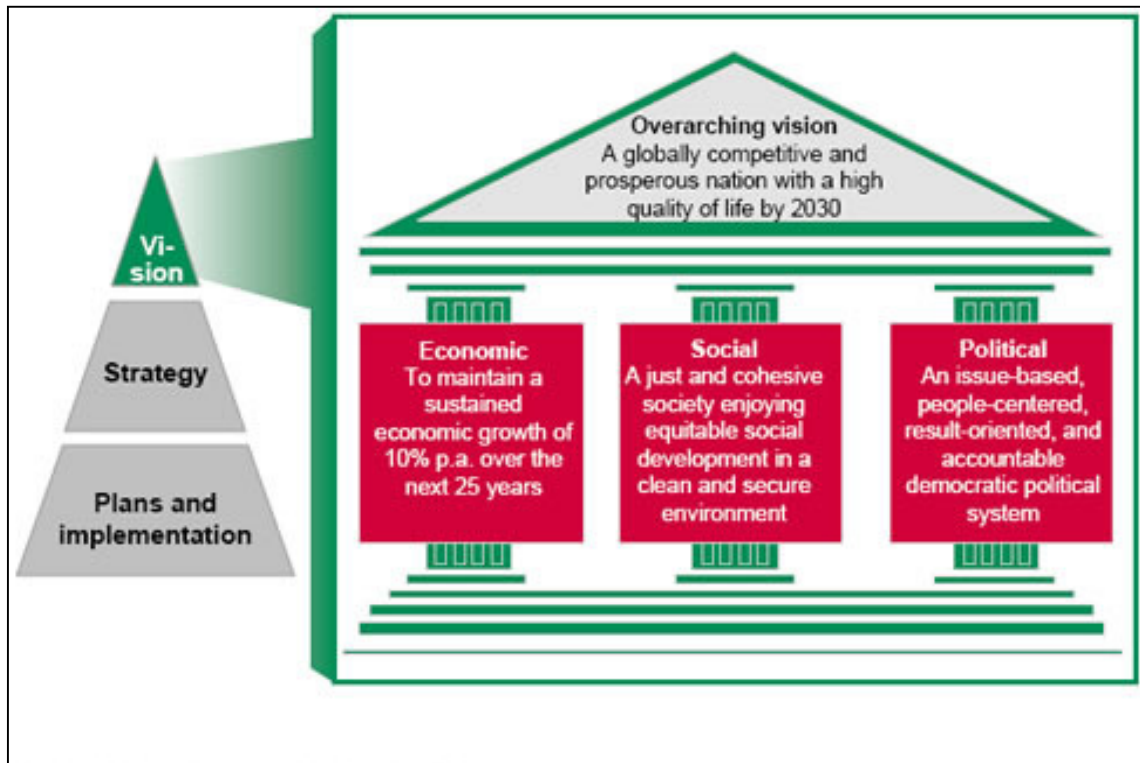 Vi-
sion
Strategy
Plans and
implementation
Overarching vision
A globally competitive and
prosperous nation with a high
quality of life by 2030
Economic
To maintain a
sustained
economic growth of
10% p.a. over the
next 25 years
Social
A just and cohesive
society enjoying
equitable social
development in a
clean and secure
environment
Political
An issue-based,
people-centered,
result-oriented, and
accountable
democratic political
system